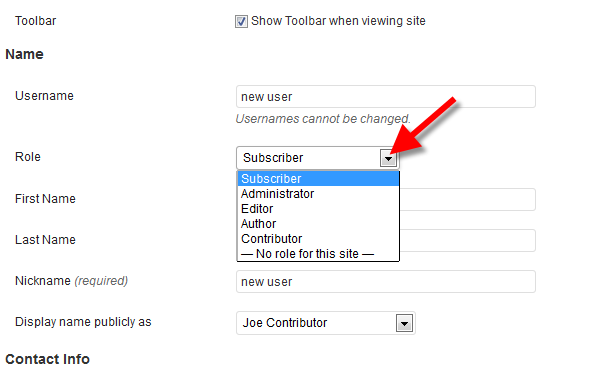 Toolbar
Show Toolbar when viewing site
Name
Username
new user
Usernames cannot be changed.
Role
Subscriber
Subscriber
Administrator
Editor
Author
Contributor
— No role for this site —
First Name
Last Name
Nickname (required)
new user
Display name publicly as
Joe Contributor
Contact Info